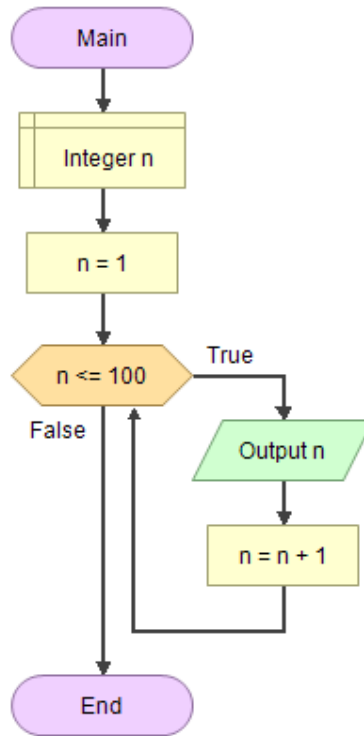 Main
Integer n
n = 1
n <= 100
True
False
Output n
n = n + 1
End